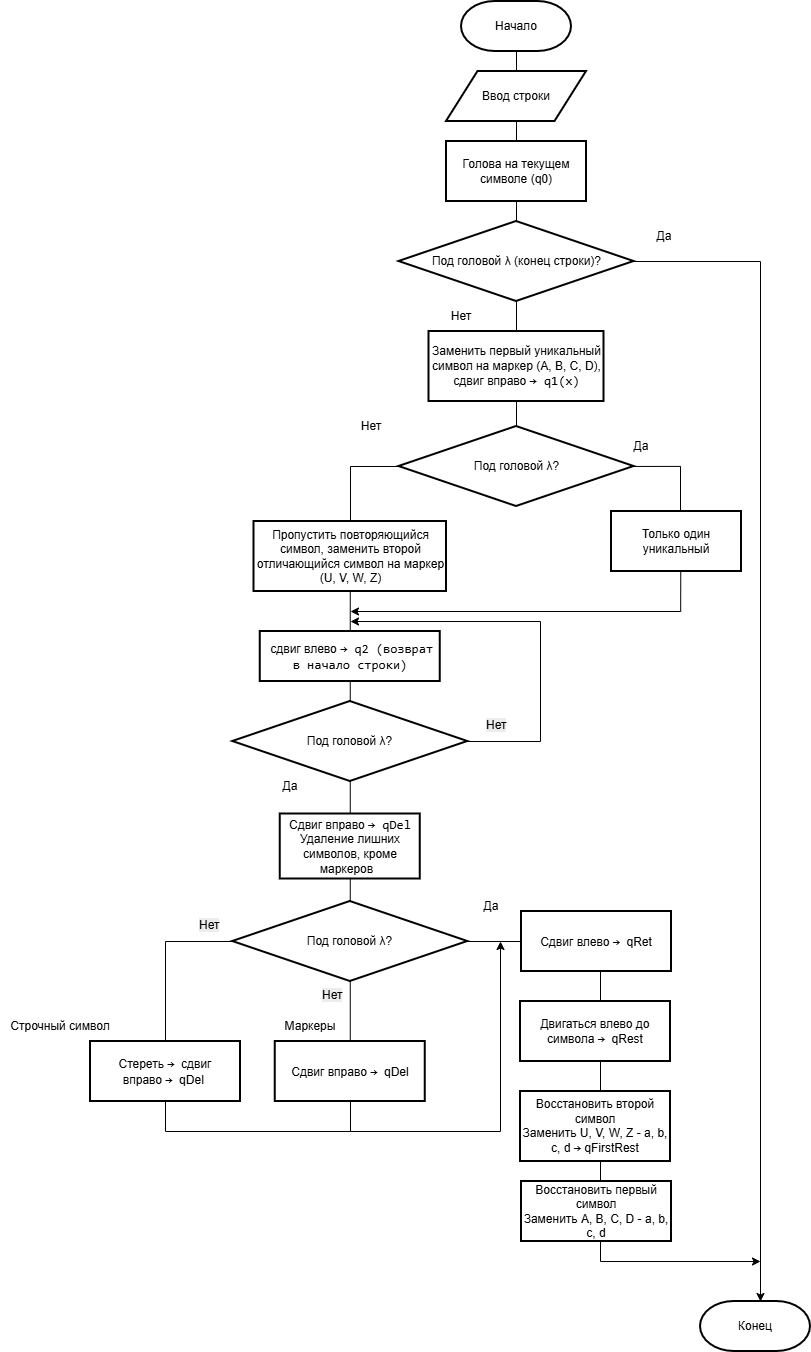 Начало
Ввод строки
Голова на текущем
символе (q0)
Под головой λ (конец строки)?
Да
Нет
Заменить первый уникальный
символ на маркер (A, B, C, D),
сдвиг вправо → q1(x)
Под головой λ?
Нет
Да
Пропустить повторяющийся
символ, заменить второй
отличающийся символ на маркер
(U, V, W, Z)
Только один
уникальный
сдвиг влево → q2 (возврат
в начало строки)
Под головой λ?
Нет
Да
Сдвиг вправо → qDel
Удаление лишних
символов, кроме
маркеров
Под головой λ?
Нет
Да
Нет
Строчный символ
Маркеры
Стереть → сдвиг
вправо → qDel
Сдвиг вправо → qDel
Сдвиг влево → qRet
Двигаться влево до
символа → qRest
Восстановить второй
символ
Заменить U, V, W, Z - a, b,
c, d → qFirstRest
Восстановить первый
символ
Заменить A, B, C, D - a, b,
c, d
Конец